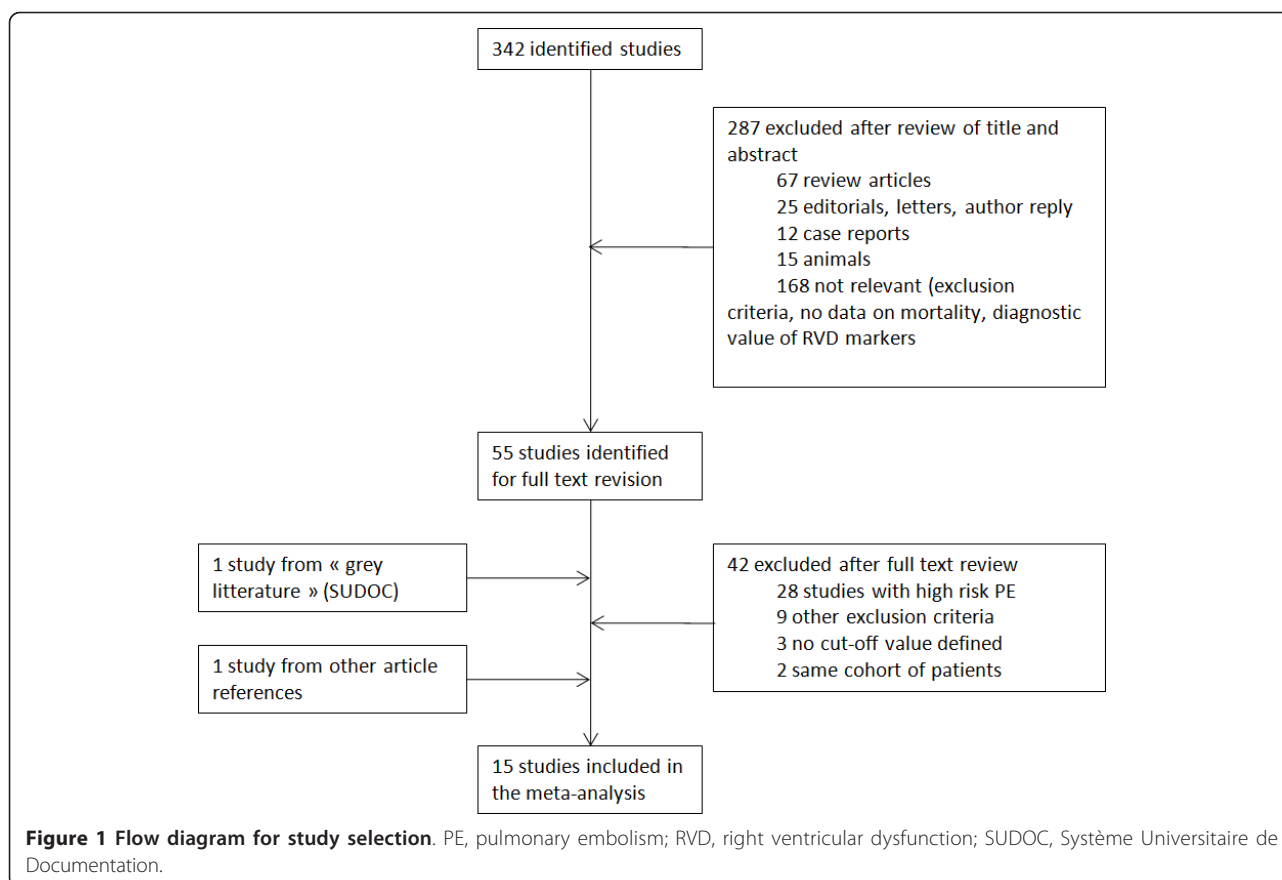 342 identified studies
287 excluded after review of title and
abstract
67 review articles
25 editorials, letters, author reply
12 case reports
15 animals
168 not relevant (exclusion
criteria, no data on mortality, diagnostic
value of RVD markers
55 studies identified
for full text revision
1 study from « grey
litterature » (SUDOC)
42 excluded after full text review
28 studies with high risk PE
9 other exclusion criteria
3 no cut-off value defined
2 same cohort of patients
1 study from other article
references
15 studies included in
the meta-analysis
Figure 1 Flow diagram for study selection. PE, pulmonary embolism; RVD, right ventricular dysfunction; SUDOC, Système Universitaire de
Documentation.